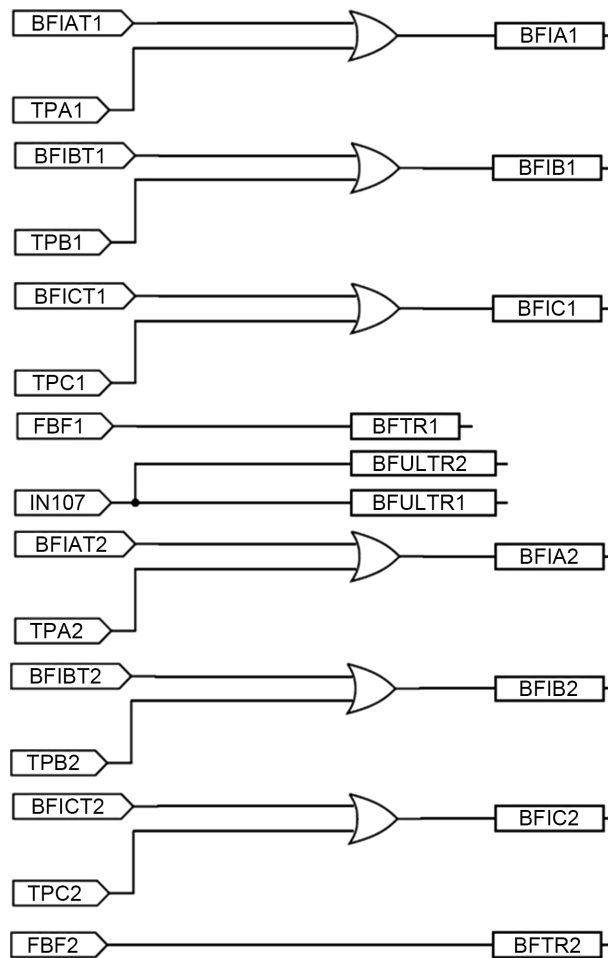 BFIAT1
BFIA1
TPA1
BFIBT1
BFIB1
TPB1
BFICT1
BFIC1
TPC1
FBF1
BFTR1
BFULTR2
IN107
BFULTR1
BFIAT2
BFIA2
TPA2
BFIBT2
BFIB2
TPB2
BFICT2
BFIC2
TPC2
FBF2
BFTR2